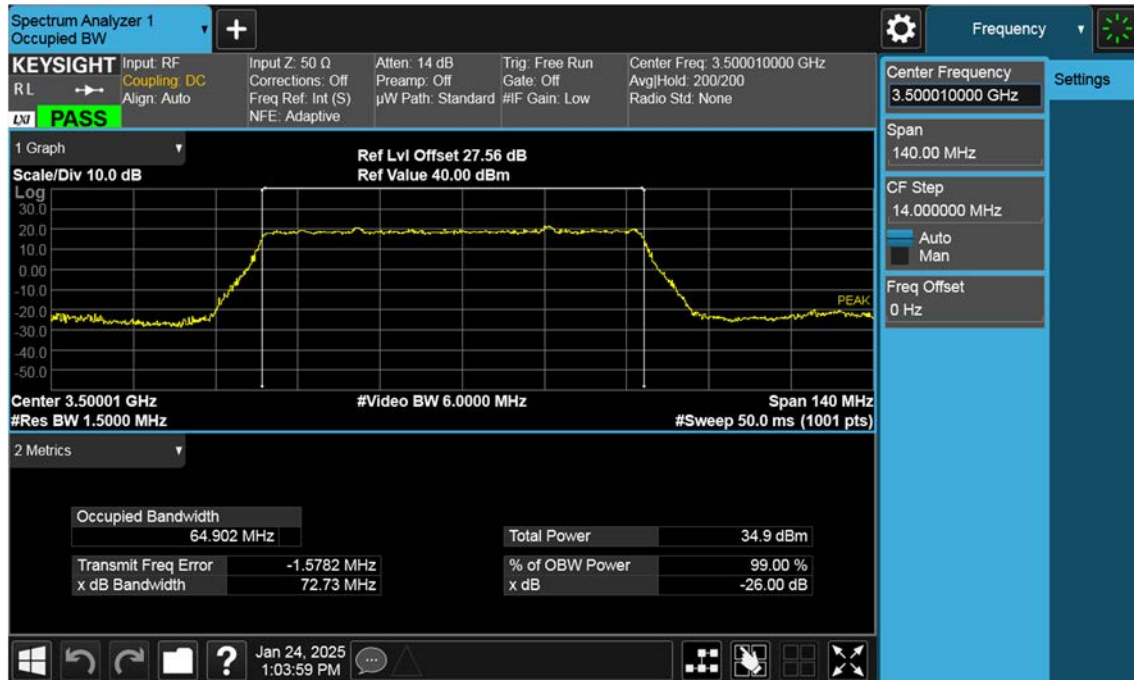 Spectrum Analyzer 1
Occupied BW
+
Frequency
KEYSIGHT
RL
LXI PASS
Input: RF
Coupling: DC
Align: Auto
Input Z: 50 Ω
Corrections: Off
Freq Ref: Int (S)
NFE: Adaptive
Atten: 14 dB
Preamp: Off
µW Path: Standard
#IF Gain: Low
Trig: Free Run
Gate: Off
Center Freq: 3.500010000 GHz
Avg|Hold: 200/200
Radio Std: None
Center Frequency
3.500010000 GHz
Settings
Span
140.00 MHz
CF Step
14.000000 MHz
Auto
Man
Freq Offset
0 Hz
1 Graph
Scale/Div 10.0 dB
Ref Lvl Offset 27.56 dB
Ref Value 40.00 dBm
Log
30.0
20.0
10.0
0.00
-10.0
-20.0
-30.0
-40.0
-50.0
PEAK
Center 3.50001 GHz
#Video BW 6.0000 MHz
Span 140 MHz
#Res BW 1.5000 MHz
#Sweep 50.0 ms (1001 pts)
2 Metrics
Occupied Bandwidth
64.902 MHz
Total Power 34.9 dBm
Transmit Freq Error -1.5782 MHz
% of OBW Power 99.00 %
x dB Bandwidth 72.73 MHz
x dB -26.00 dB
?
Jan 24, 2025
1:03:59 PM